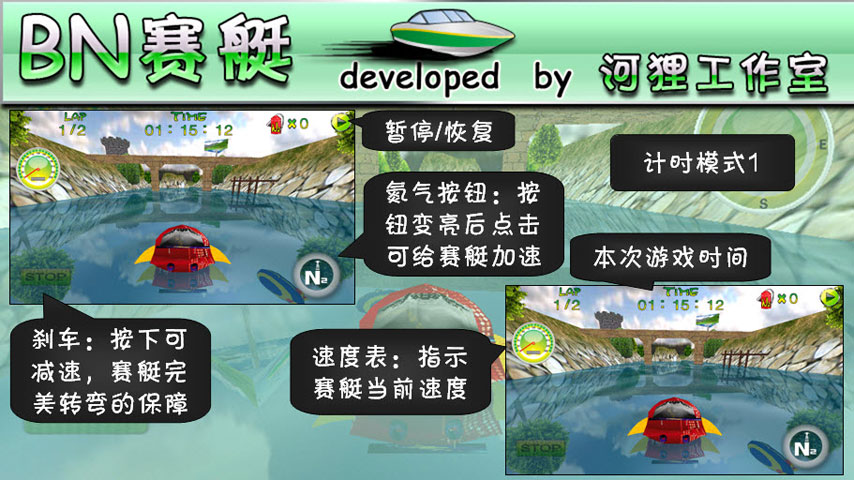 BN赛艇
developed by 河狸工作室
LAP
1/2
TIME
01:15:12
×0
暂停/恢复
计时模式1
氮气按钮：按
钮变亮后点击
可给赛艇加速
N2
STOP
E
S
本次游戏时间
刹车：按下可
减速，赛艇完
美转弯的保障
速度表：指示
赛艇当前速度
LAP
1/2
TIME
01:15:12
×0
STOP
N2